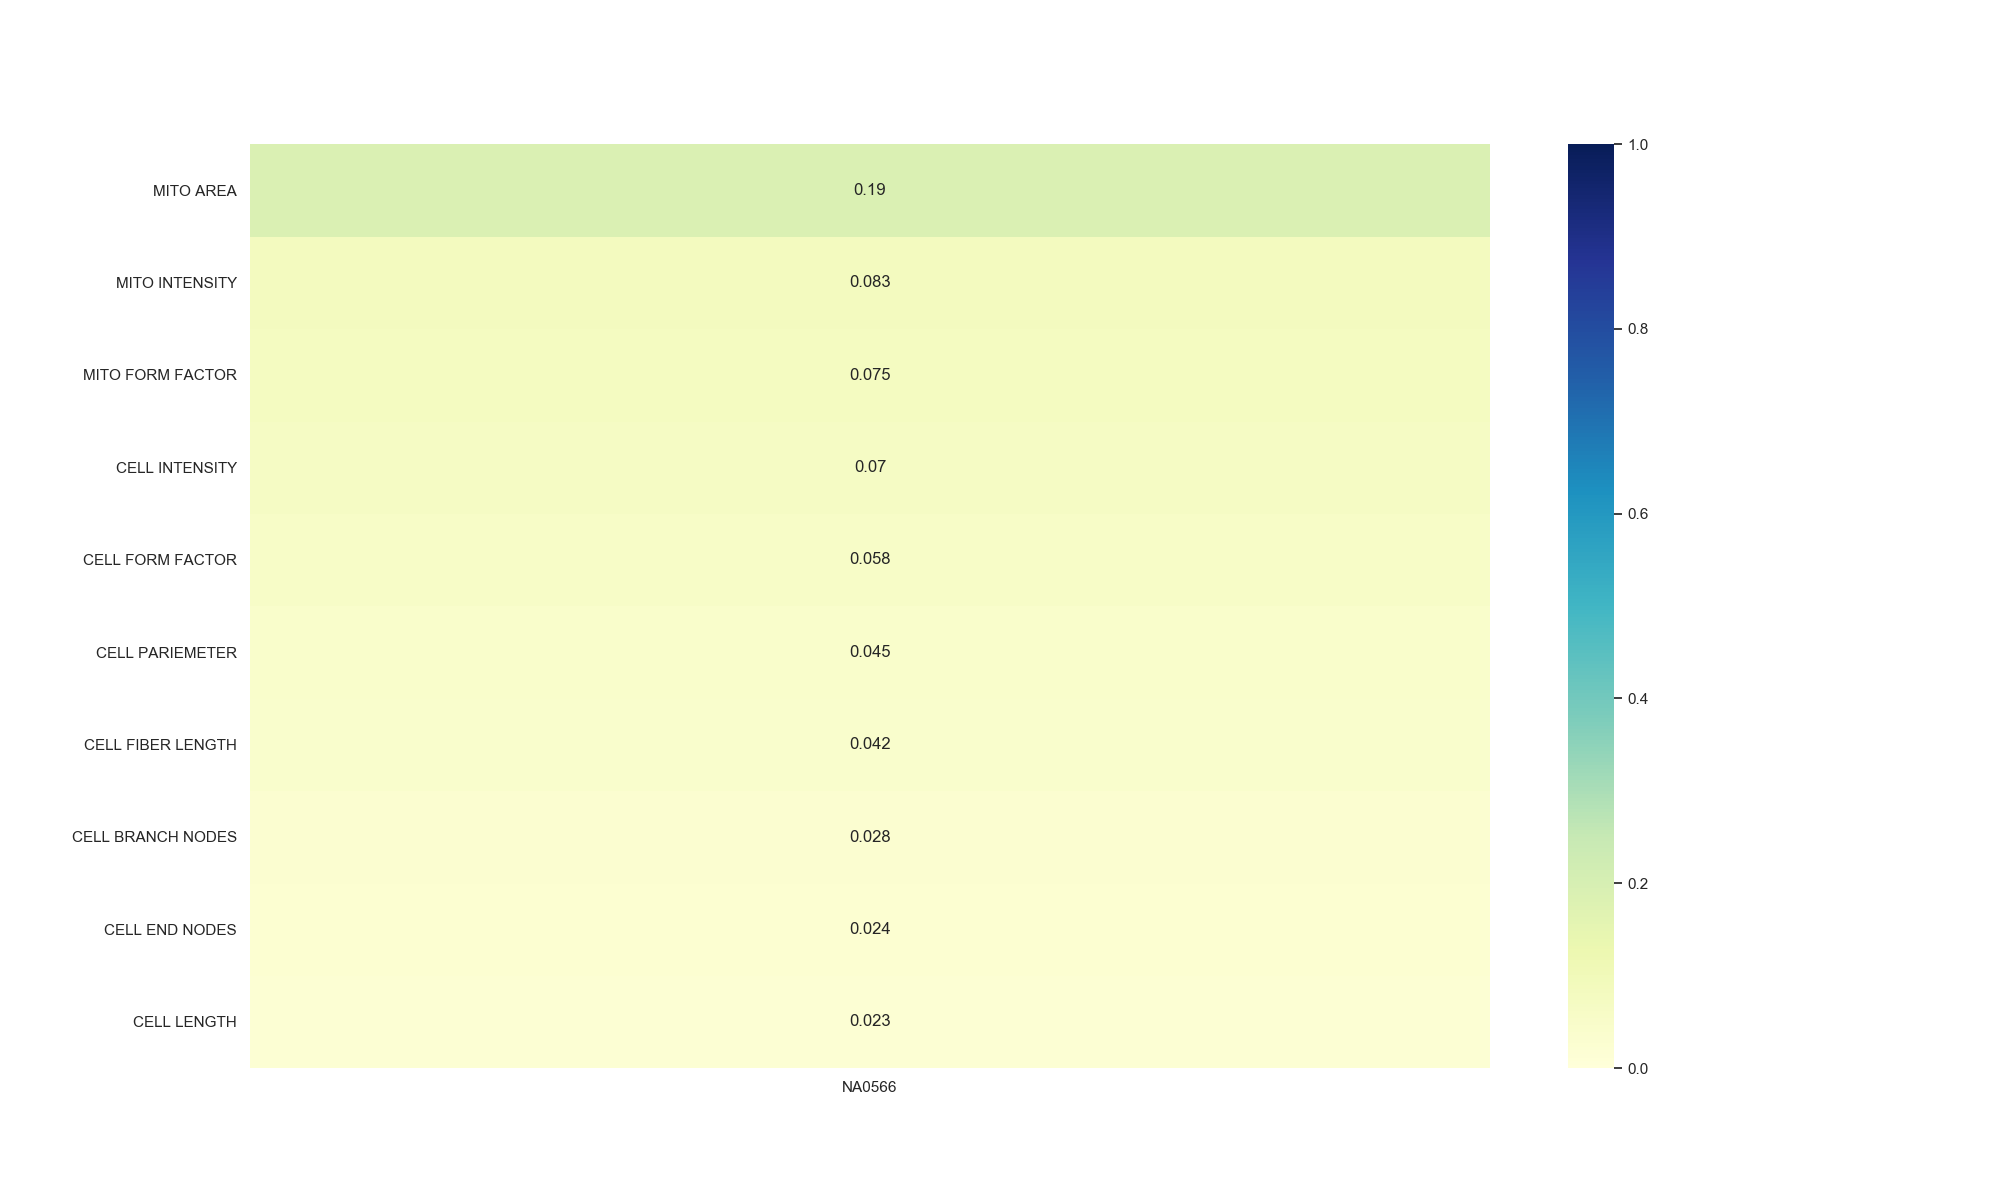 MITO AREA 0.19
MITO INTENSITY 0.083
MITO FORM FACTOR 0.075
CELL INTENSITY 0.07
CELL FORM FACTOR 0.058
CELL PARIEMETER 0.045
CELL FIBER LENGTH 0.042
CELL BRANCH NODES 0.028
CELL END NODES 0.024
CELL LENGTH 0.023
NA0566
1.0
0.8
0.6
0.4
0.2
0.0